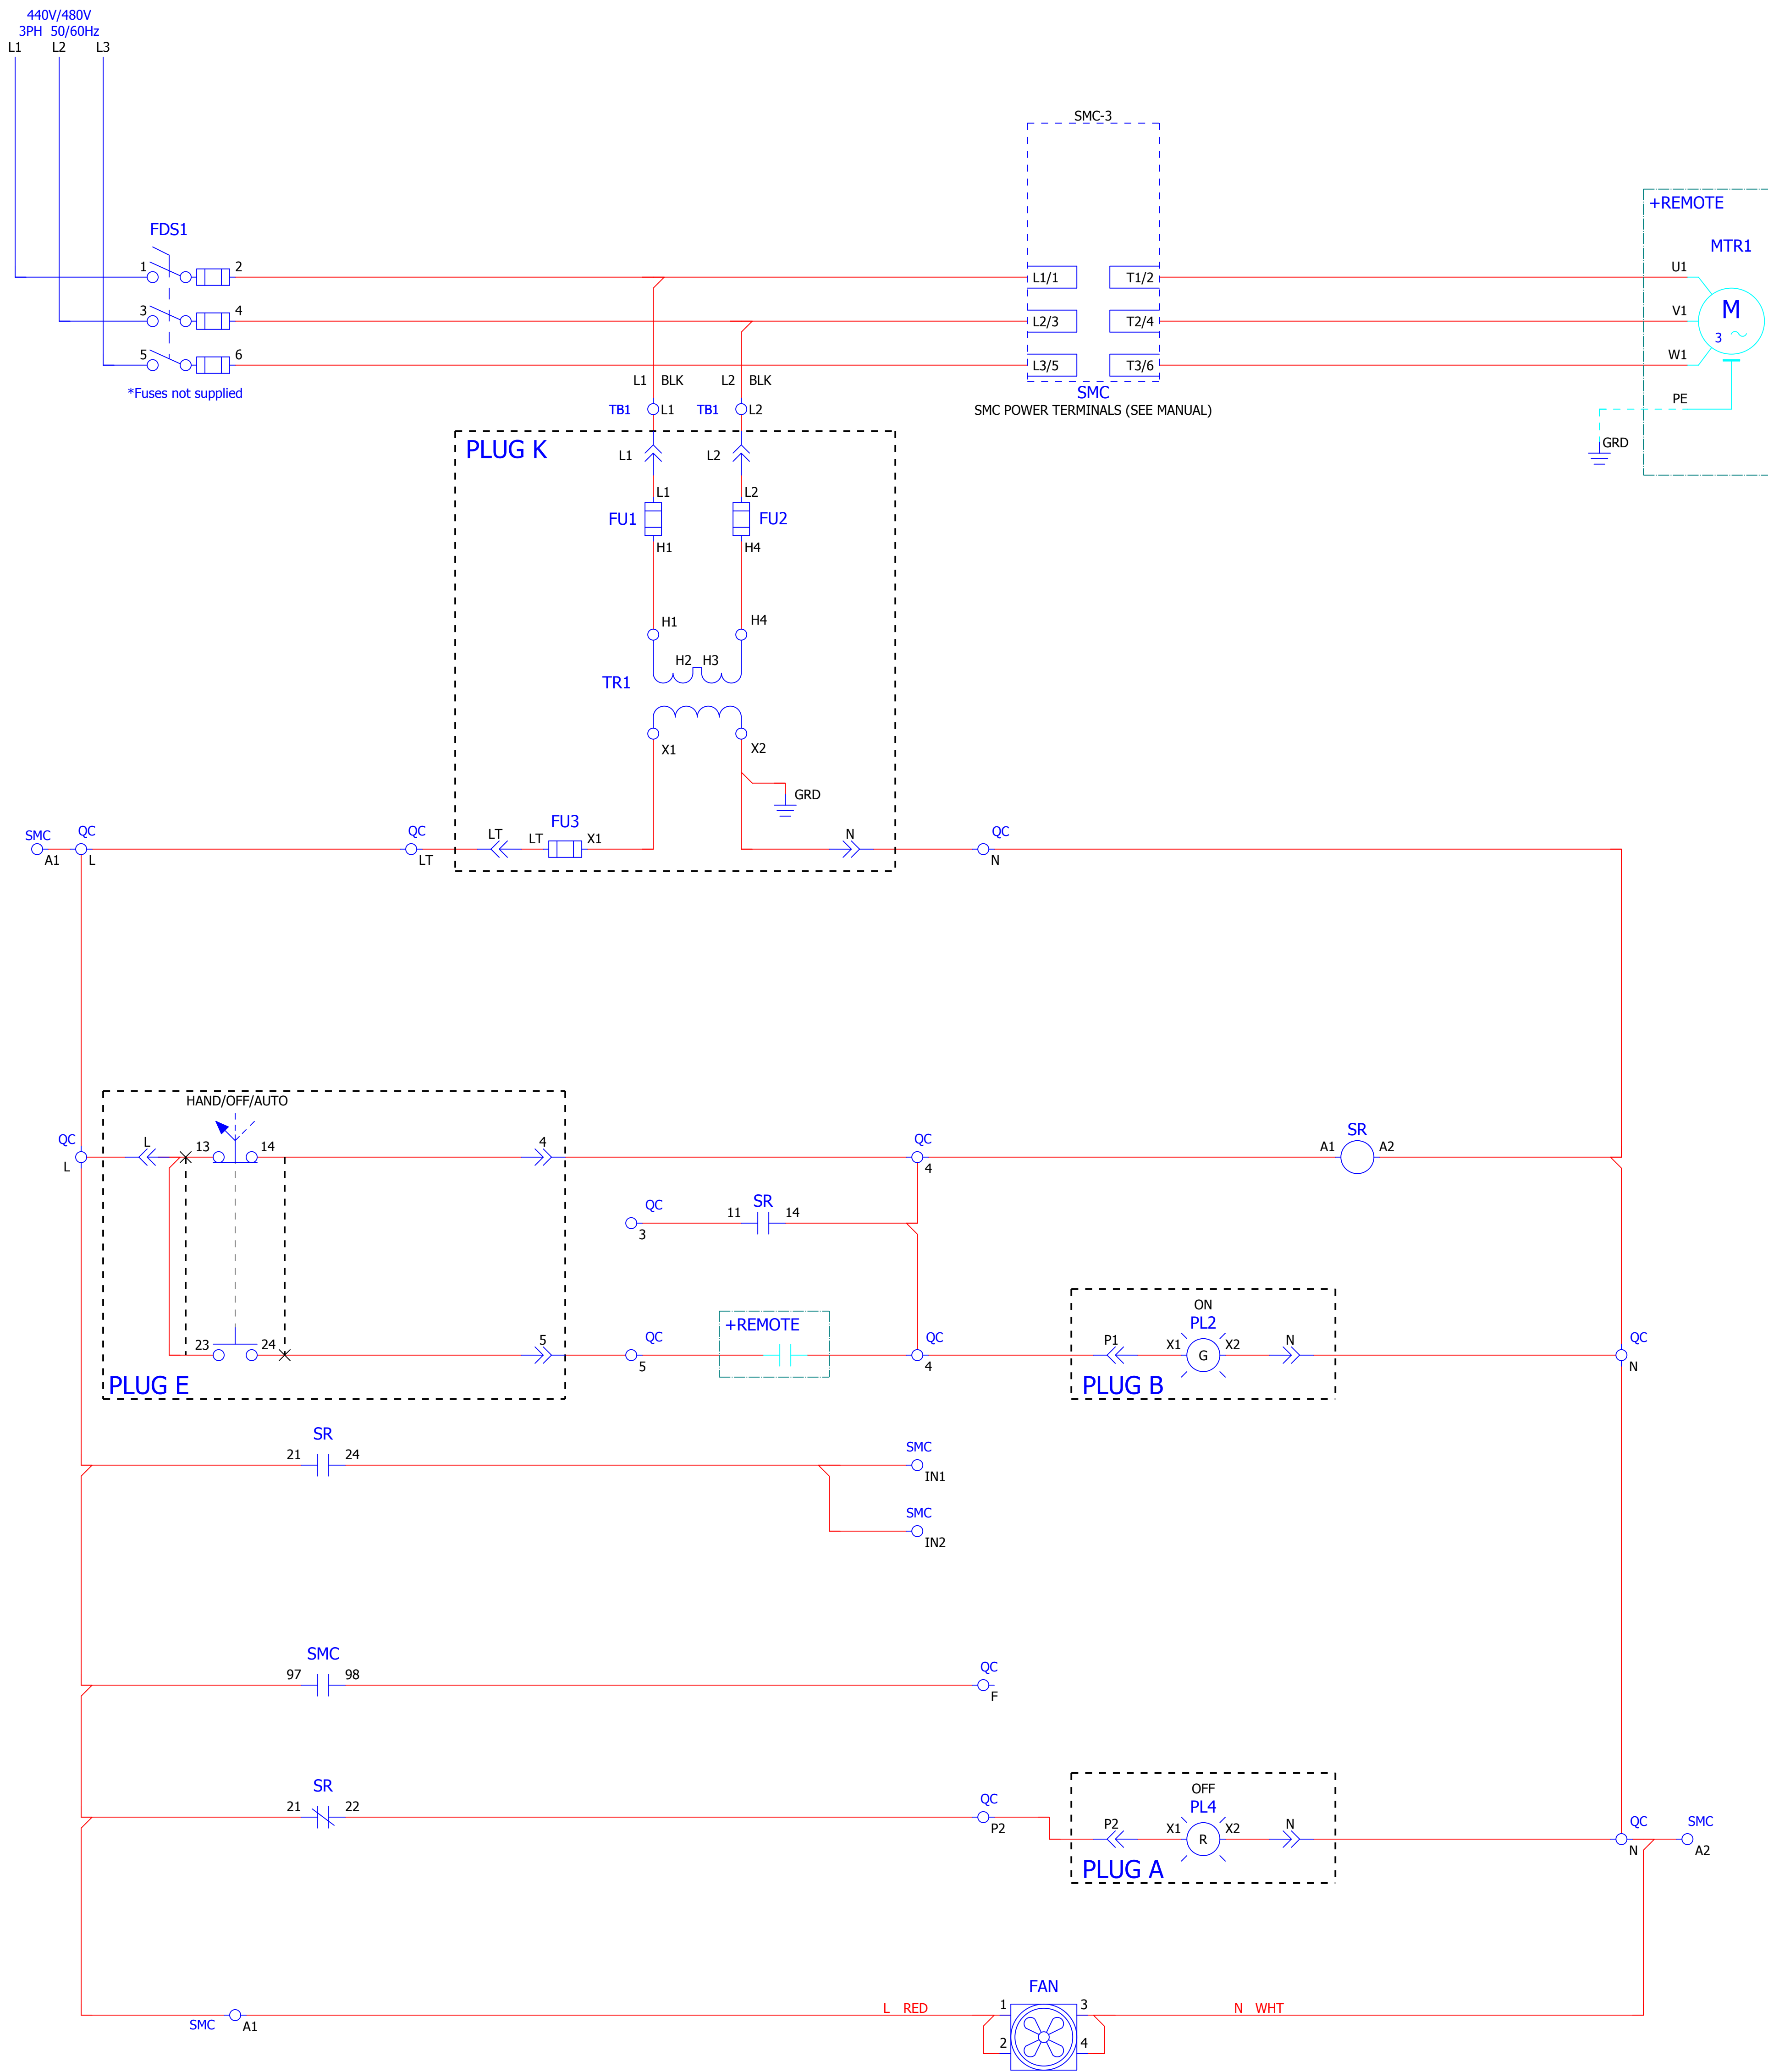 440V/480V
3PH 50/60Hz
L1 L2 L3
SMC-3
+REMOTE
FDS1
MTR1
1 2
L1/1 T1/2
U1
3 4
L2/3 T2/4
V1
M
3
5 6
L3/5 T3/6
W1
*Fuses not supplied
L1 BLK L2 BLK
SMC
SMC POWER TERMINALS (SEE MANUAL)
PE
TB1 L1 TB1 L2
GRD
PLUG K
L1 L2
L1 L2
FU1 FU2
H1 H4
H1 H4
H2 H3
TR1
X1 X2
GRD
FU3
SMC QC QC LT LT X1 N QC
A1 L LT N
HAND/OFF/AUTO
QC L 13 14 4 QC A1 SR A2
L 4
QC 11 SR 14
3
+REMOTE
ON
PL2
23 24 5 QC QC P1 X1 G X2 N QC
5 4 N
PLUG E
PLUG B
SR
21 24
SMC
IN1
SMC
IN2
SMC
97 98
QC
F
SR
21 22
QC
P2
OFF
PL4
P2 X1 R X2 N
QC SMC
N A2
PLUG A
FAN
SMC A1
L RED
1 3
N WHT
2 4